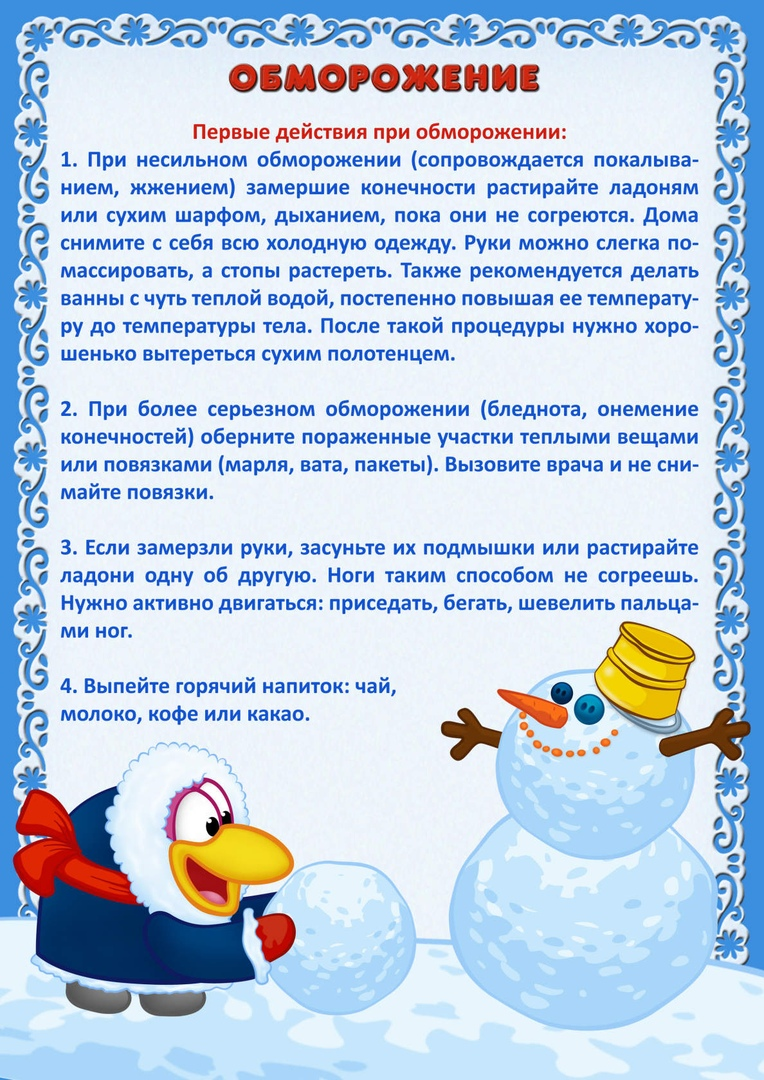 ОБМОРОЖЕНИЕ
Первые действия при обморожении:
1. При несильном обморожении (сопровождается покалыва-
нием, жжением) замершие конечности растирайте ладоням
или сухим шарфом, дыханием, пока они не согреются. Дома
снимите с себя всю холодную одежду. Руки можно слегка по-
массировать, а стопы растереть. Также рекомендуется делать
ванны с чуть теплой водой, постепенно повышая ее температу-
ру до температуры тела. После такой процедуры нужно хоро-
шенько вытереться сухим полотенцем.
2. При более серьезном обморожении (бледнота, онемение
конечностей) оберните пораженные участки теплыми вещами
или повязками (марля, вата, пакеты). Вызовите врача и не сни-
майте повязки.
3. Если замерзли руки, засуньте их подмышки или растирайте
ладони одну об другую. Ноги таким способом не согреешь.
Нужно активно двигаться: приседать, бегать, шевелить пальца-
ми ног.
4. Выпейте горячий напиток: чай,
молоко, кофе или какао.